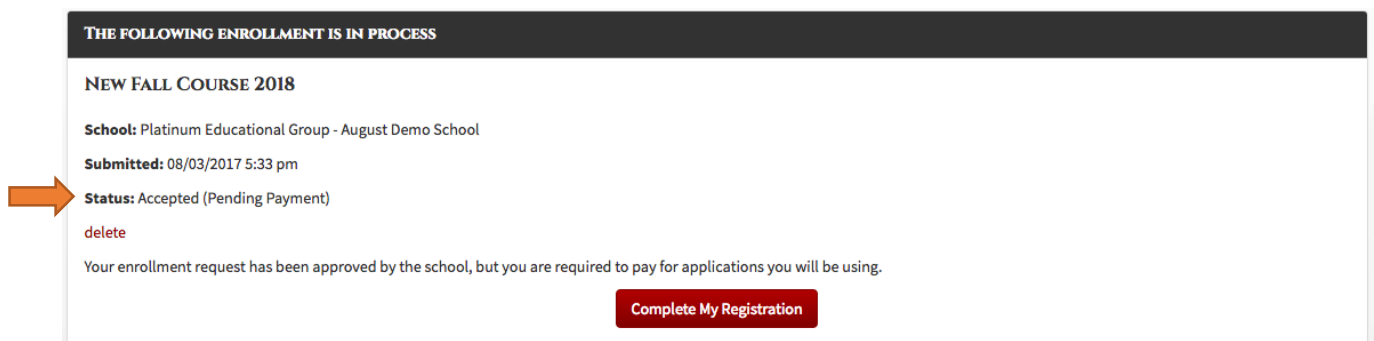 THE FOLLOWING ENROLLMENT IS IN PROCESS
NEW FALL COURSE 2018
School: Platinum Educational Group - August Demo School
Submitted: 08/03/2017 5:33 pm
Status: Accepted (Pending Payment)
delete
Your enrollment request has been approved by the school, but you are required to pay for applications you will be using.
Complete My Registration